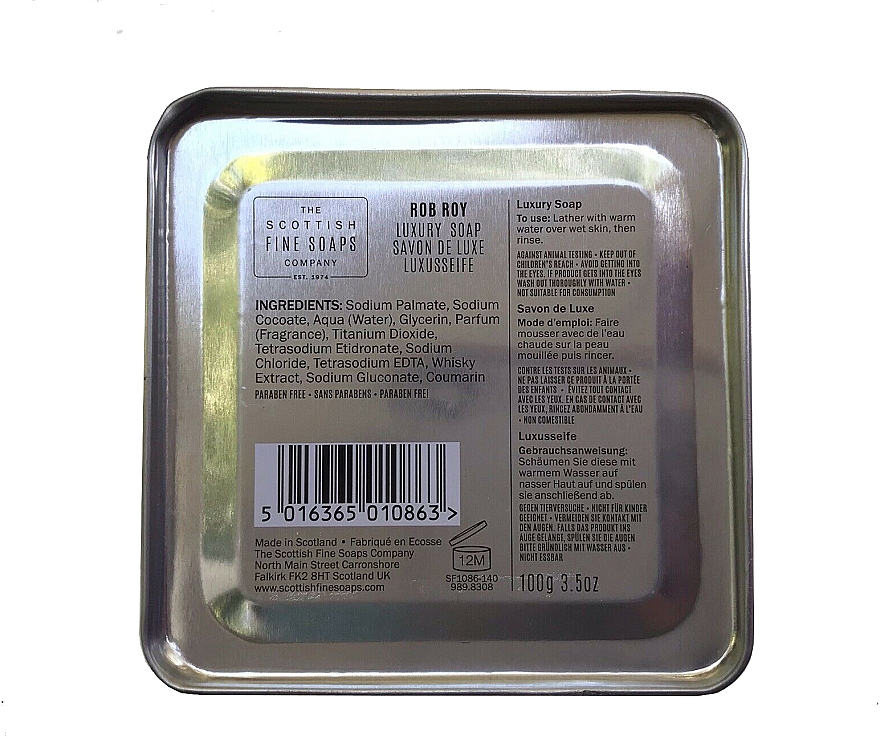 THE
SCOTTISH
FINE SOAPS
COMPANY
EST. 1974
ROB ROY
LUXURY SOAP
SAVON DE LUXE
LUXUSSEIFE
INGREDIENTS: Sodium Palmate, Sodium
Cocoate, Aqua (Water), Glycerin, Parfum
(Fragrance), Titanium Dioxide,
Tetrasodium Etidronate, Sodium
Chloride, Tetrasodium EDTA, Whisky
Extract, Sodium Gluconate, Coumarin
PARABEN FREE • SANS PARABENS • PARABEN FREI
5 016365 010863 >
Made in Scotland • Fabriqué en Ecosse
The Scottish Fine Soaps Company
North Main Street Carronshore
Falkirk FK2 8HT Scotland UK
www.scottishfinesoaps.com
12M
SF1086-140
989.8308
Luxury Soap
To use: Lather with warm
water over wet skin, then
rinse.
AGAINST ANIMAL TESTING • KEEP OUT OF
CHILDREN'S REACH • AVOID GETTING INTO
THE EYES. IF PRODUCT GETS INTO THE EYES
WASH OUT THOROUGHLY WITH WATER •
NOT SUITABLE FOR CONSUMPTION
Savon de Luxe
Mode d'emploi: Faire
mousser avec de l'eau
chaude sur la peau
mouillée puis rincer.
CONTRE LES TESTS SUR LES ANIMAUX •
NE PAS LAISSER CE PRODUIT À LA PORTÉE
DES ENFANTS • ÉVITEZ TOUT CONTACT
AVEC LES YEUX. EN CAS DE CONTACT AVEC
LES YEUX, RINCEZ ABONDAMMENT À L'EAU
• NON COMESTIBLE
Luxusseife
Gebrauchsanweisung:
Schäumen Sie diese mit
warmem Wasser auf
nasser Haut auf und spülen
sie anschließend ab.
GEGEN TIERVERSUCHE • NICHT FÜR KINDER
GEEIGNET • VERMEIDEN SIE KONTAKT MIT
DEN AUGEN. FALLS DAS PRODUKT INS
AUGE GELANGE, SPÜLEN SIE DIE AUGEN
BITTE GRÜNDLICH MIT WASSER AUS •
NICHT ESSBAR
100g 3.5oz